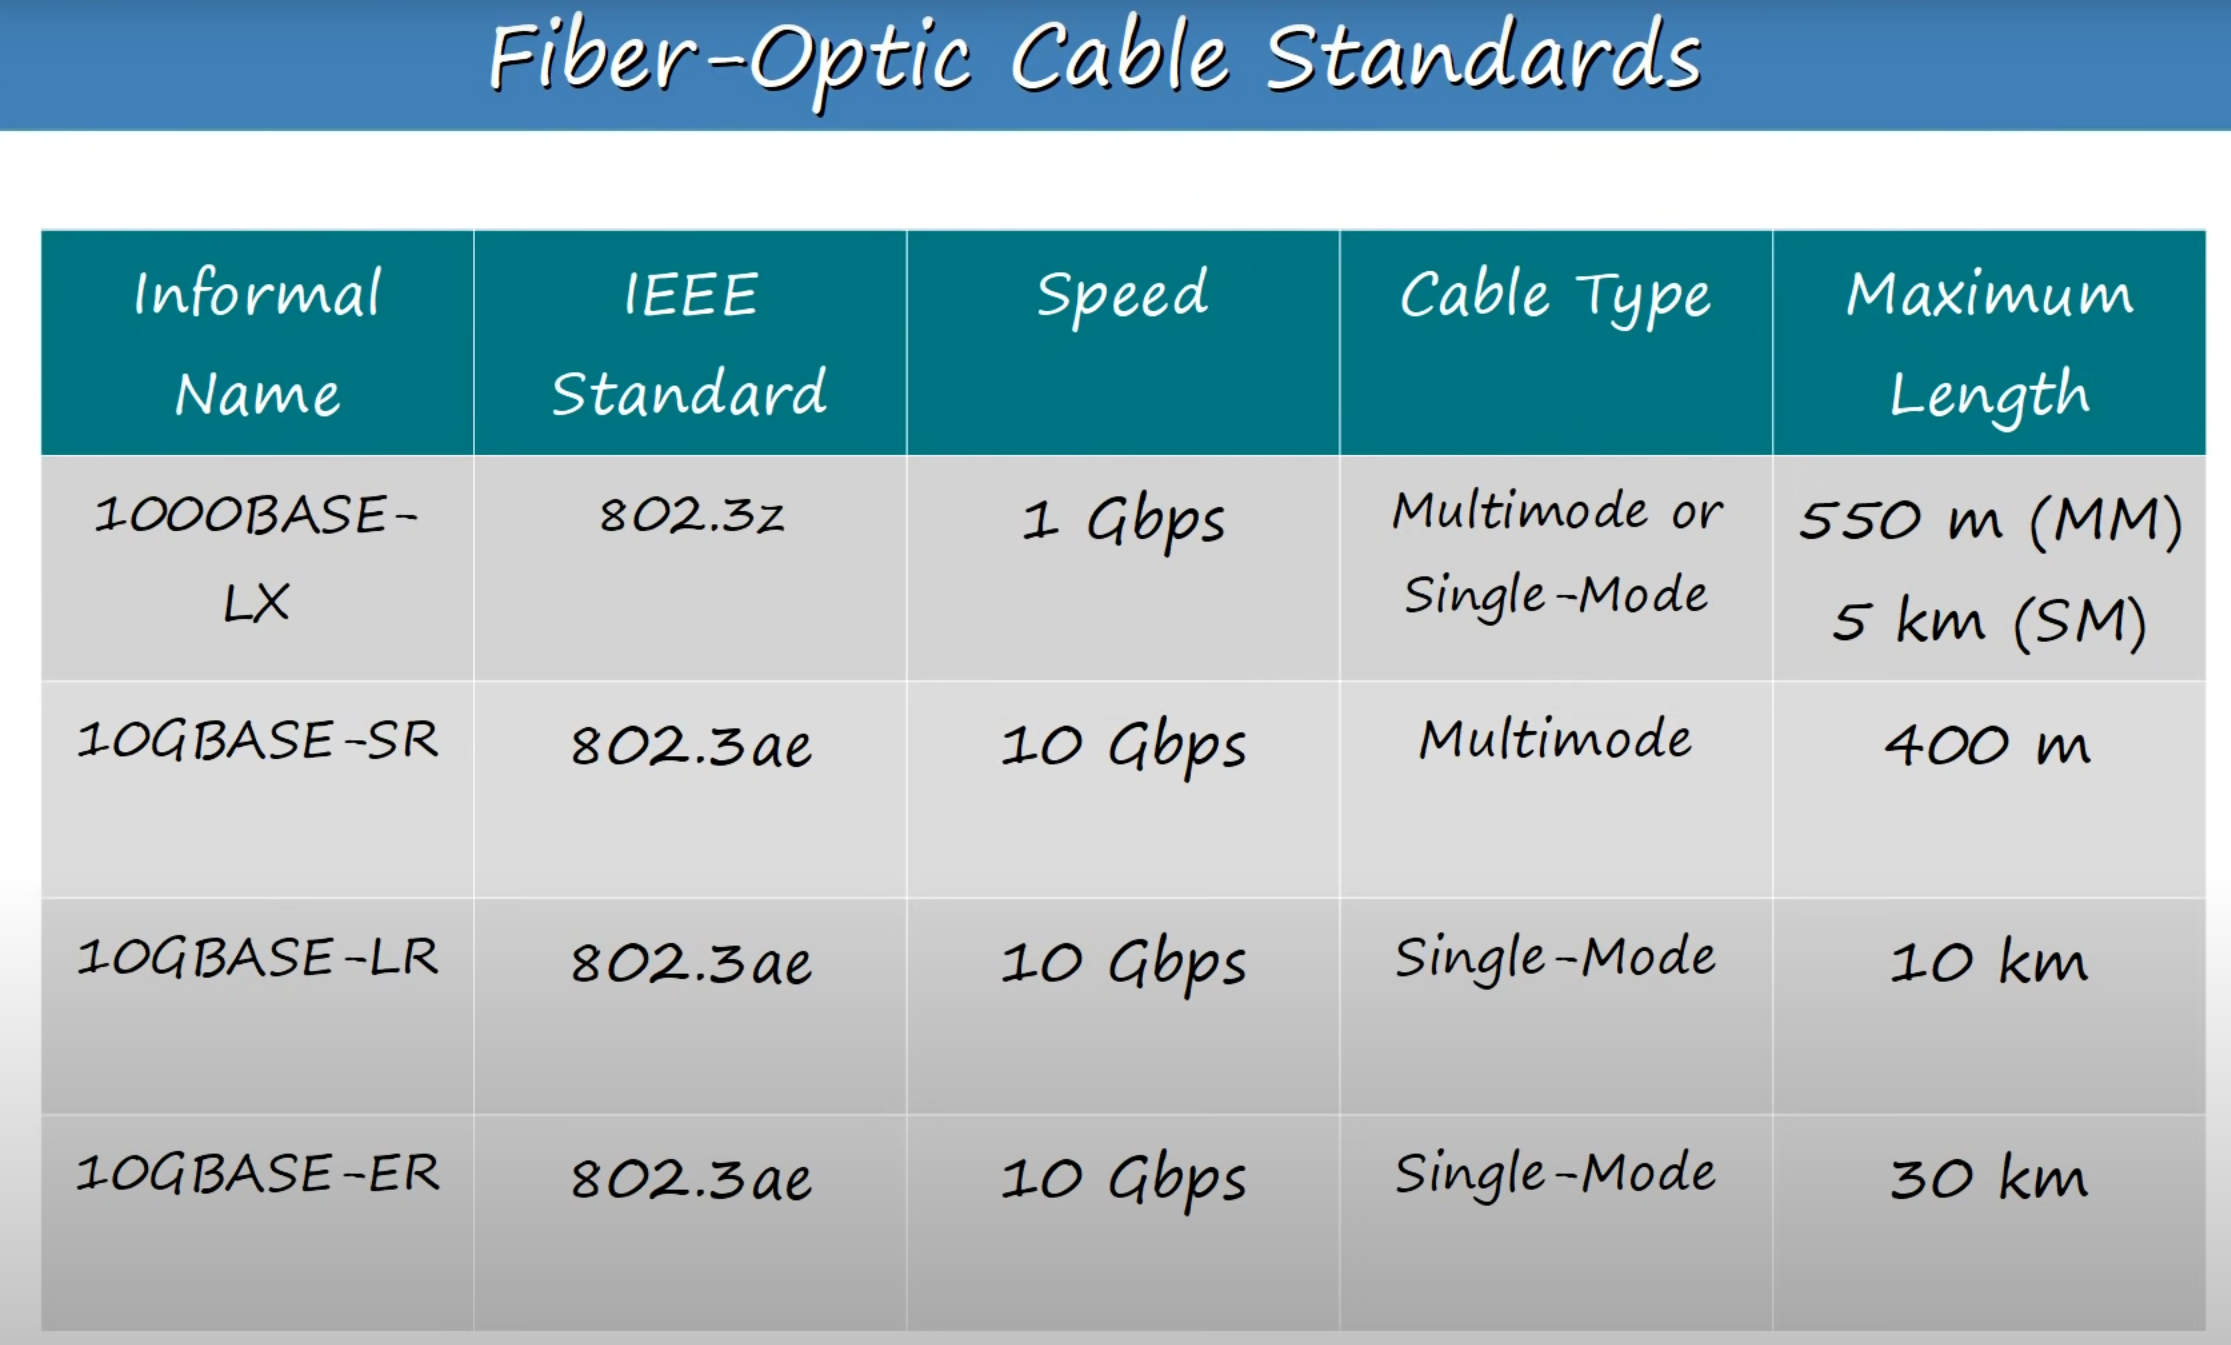 Fiber-Optic Cable Standards
Informal Name
IEEE Standard
Speed
Cable Type
Maximum Length
1000BASE-LX
802.3z
1 Gbps
Multimode or Single-Mode
550 m (MM)
5 km (SM)
10GBASE-SR
802.3ae
10 Gbps
Multimode
400 m
10GBASE-LR
802.3ae
10 Gbps
Single-Mode
10 km
10GBASE-ER
802.3ae
10 Gbps
Single-Mode
30 km